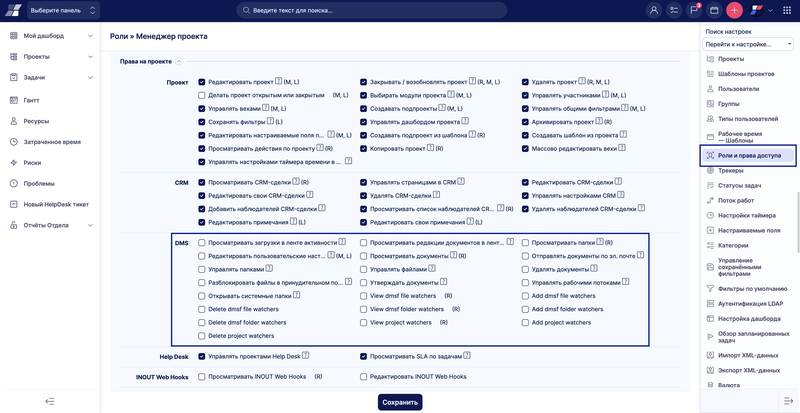 Выберите панель
Введите текст для поиска...
3
Мой дашборд
Проекты
Задачи
Гантт
Ресурсы
Затраченное время
Риски
Проблемы
Новый HelpDesk тикет
Отчёты Отдела
Роли » Менеджер проекта
Права на проекте
Проект
Редактировать проект ? (M, L)
Закрывать / возобновлять проект ? (R, M, L)
Удалять проект ? (R, M, L)
Делать проект открытым или закрытым (M, L)
Выбирать модули проекта ? (M, L)
Управлять участниками ? (M, L)
Управлять вехами ? (M, L)
Создавать подпроекты ? (M, L)
Управлять общими фильтрами ? (M, L)
Сохранять фильтры ? (L)
Управлять дашбордом проекта ?
Архивировать проект ? (R)
Редактировать настраиваемые поля п... ? (M, L)
Создавать подпроект из шаблона ? (R)
Создавать шаблон из проекта ?
Просматривать действия по проекту ? (R)
Копировать проект ? (R)
Массово редактировать вехи ?
Управлять настройками таймера времени в ... ?
CRM
Просматривать CRM-сделки ? (R)
Управлять страницами в CRM ?
Редактировать CRM-сделки ?
Редактировать свои CRM-сделки ?
Удалять CRM-сделки ?
Управлять настройками CRM ?
Добавлять наблюдателей CRM-сделки ?
Просматривать список наблюдателей CR... ? (R)
Удалять наблюдателей CRM-сделки ?
Редактировать примечания ? (L)
Редактировать свои примечания ? (L)
DMS
Просматривать загрузки в ленте активности ?
Просматривать редакции документов в лент... ?
Просматривать папки ? (R)
Редактировать пользовательские наст... ? (M, L)
Просматривать документы ? (R)
Отправлять документы по эл. почте ?
Управлять папками ?
Управлять файлами ?
Удалять документы ?
Разблокировать файлы в принудительном по... ?
Утверждать документы ?
Управлять рабочими потоками ?
Открывать системные папки ?
View dmsf file watchers (R)
Add dmsf file watchers
Delete dmsf file watchers
View dmsf folder watchers (R)
Add dmsf folder watchers
Delete dmsf folder watchers
View project watchers (R)
Add project watchers
Delete project watchers
Help Desk
Управлять проектами Help Desk ?
Просматривать SLA по задачам ?
INOUT Web Hooks
Просматривать INOUT Web Hooks (R)
Редактировать INOUT Web Hooks
Сохранить
Поиск настроек
Перейти к настройке...
Проекты
Шаблоны проектов
Пользователи
Группы
Типы пользователей
Рабочее время
— Шаблоны
Роли и права доступа
Трекеры
Статусы задач
Поток работ
Настройки таймера
Настраиваемые поля
Категории
Управление
сохранёнными
фильтрами
Фильтры по умолчанию
Аутентификация LDAP
Настройка дашборда
Обзор запланированных
задач
Импорт XML-данных
Экспорт XML-данных
Валюта